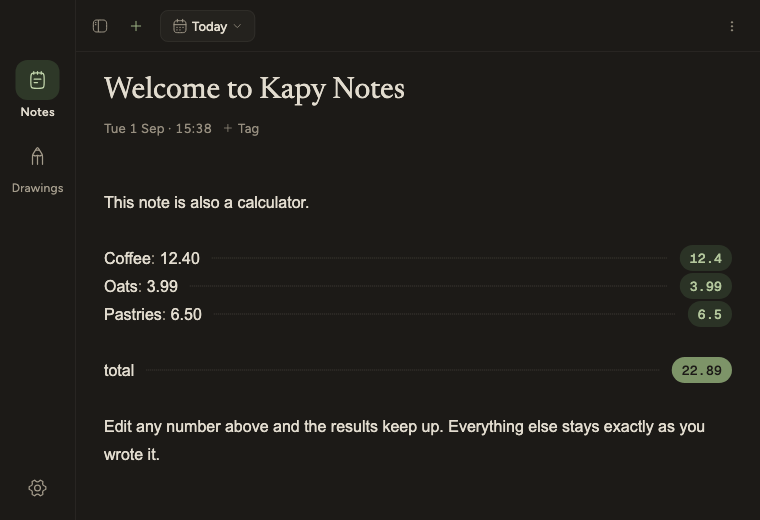 Today
Notes
Drawings
Welcome to Kapy Notes
Tue 1 Sep · 15:38 + Tag
This note is also a calculator.
Coffee: 12.40 12.4
Oats: 3.99 3.99
Pastries: 6.50 6.5
total 22.89
Edit any number above and the results keep up. Everything else stays exactly as you
wrote it.